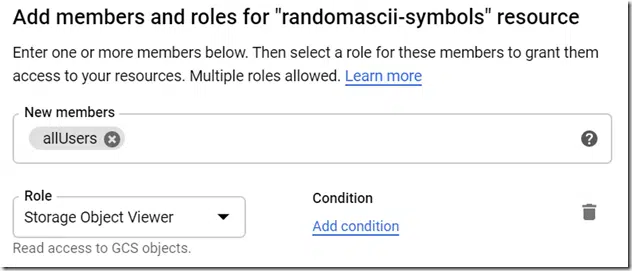 Add members and roles for "randomascii-symbols" resource
Enter one or more members below. Then select a role for these members to grant them
access to your resources. Multiple roles allowed. Learn more
New members
allUsers
Role
Storage Object Viewer
Condition
Add condition
Read access to GCS objects.